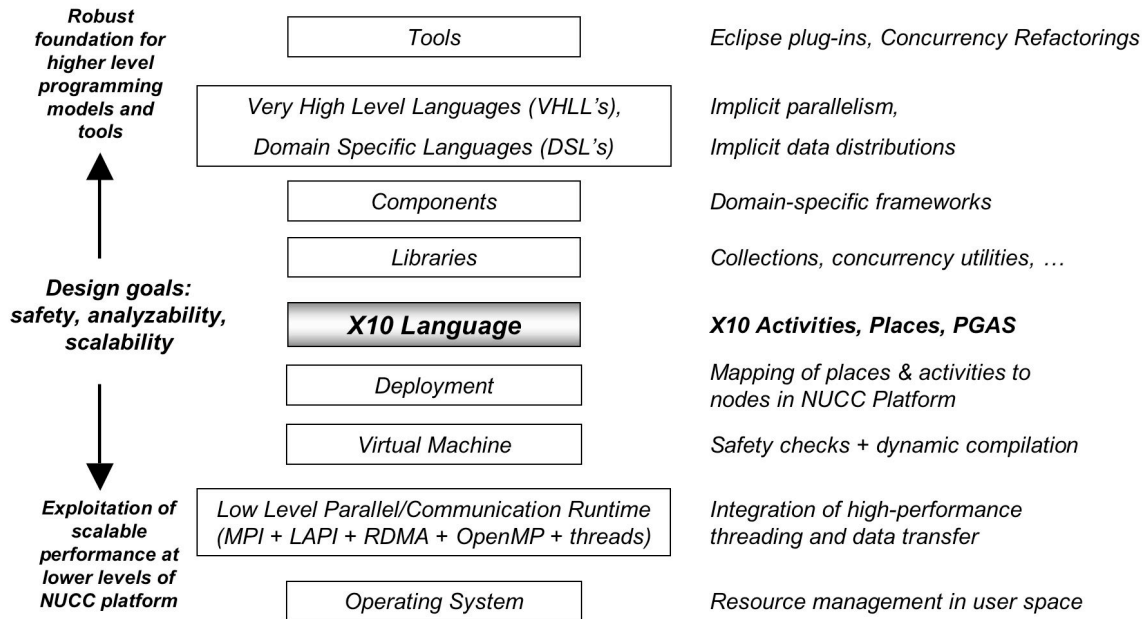 Robust
foundation for
higher level
programming
models and
tools
Design goals:
safety, analyzability,
scalability
Exploitation of
scalable
performance at
lower levels of
NUCC platform
Tools
Eclipse plug-ins, Concurrency Refactorings
Very High Level Languages (VHLL's),
Domain Specific Languages (DSL's)
Implicit parallelism,
Implicit data distributions
Components
Domain-specific frameworks
Libraries
Collections, concurrency utilities, …
X10 Language
X10 Activities, Places, PGAS
Deployment
Mapping of places & activities to
nodes in NUCC Platform
Virtual Machine
Safety checks + dynamic compilation
Low Level Parallel/Communication Runtime
(MPI + LAPI + RDMA + OpenMP + threads)
Integration of high-performance
threading and data transfer
Operating System
Resource management in user space